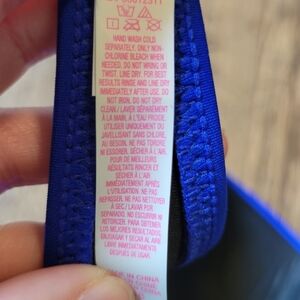 HAND WASH COLD
SEPARATELY, ONLY NON-
CHLORINE BLEACH WHEN
NEEDED. DO NOT WRING OR
TWIST, LINE DRY, FOR BEST
RESULTS RINSE AND LINE DRY
IMMEDIATELY AFTER USE. DO
NOT IRON, DO NOT DRY
CLEAN./ LAVER SÉPARATEMENT
À LA MAIN, À L'EAU FROIDE.
UTILISER UNIQUEMENT DU
JAVELLISANT SANS CHLORE,
AU BESOIN, NE PAS TORDRE
NI ESSORER, SÉCHER À L'AIR.
POUR DE MEILLEURS
RÉSULTATS RINCER ET
SÉCHER À L'AIR
IMMÉDIATEMENT APRÈS
L'UTILISATION. NE PAS
REPASSER. NE PAS NETTOYER
À SEC./ LAVAR POR
SEPARADO. NO ESCURRIR NI
RETORCER, PARA OBTENER
LOS MEJORES RESULTADOS,
ENJUAGAR Y SECAR AL AIRE
LAVE INMEDIATAMENTE
DESPUÉS DE USAR.
IN CHINA